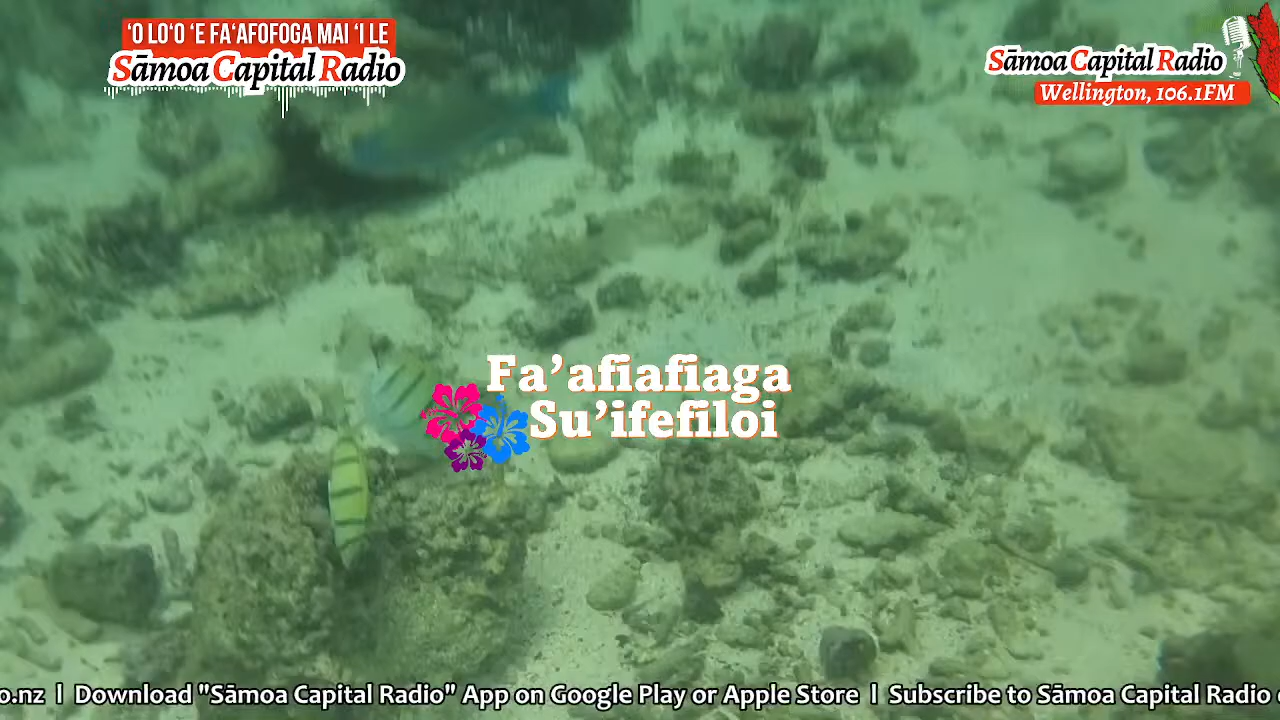 ‘O LO‘O ‘E FA‘AFOFOGA MAI ‘I LE
Sāmoa Capital Radio
Sāmoa Capital Radio
Wellington, 106.1FM
Fa’afiafiaga
Su’ifefiloi
o.nz l Download "Sāmoa Capital Radio" App on Google Play or Apple Store l Subscribe to Sāmoa Capital Radio